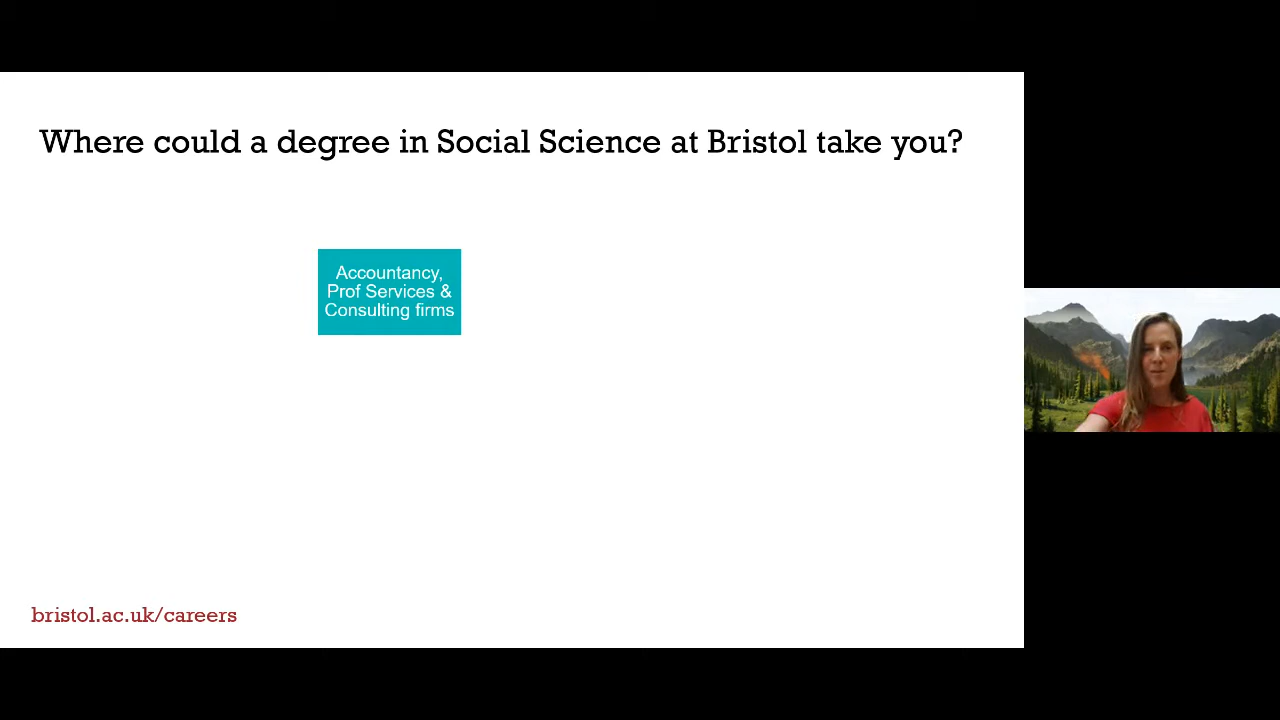 Where could a degree in Social Science at Bristol take you?
Accountancy,
Prof Services &
Consulting firms
bristol.ac.uk/careers